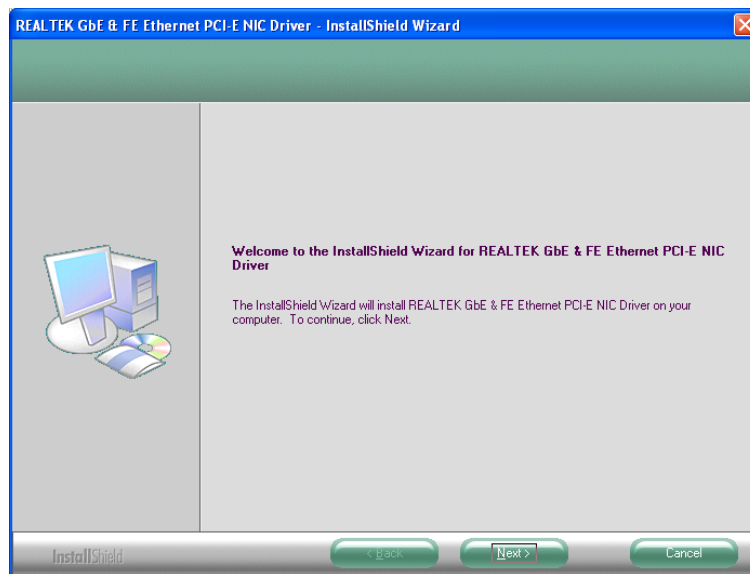 REALTEK GbE & FE Ethernet PCI-E NIC Driver - InstallShield Wizard
Welcome to the InstallShield Wizard for REALTEK GbE & FE Ethernet PCI-E NIC
Driver
The InstallShield Wizard will install REALTEK GbE & FE Ethernet PCI-E NIC Driver on your
computer. To continue, click Next.
InstallShield
< Back
Next >
Cancel